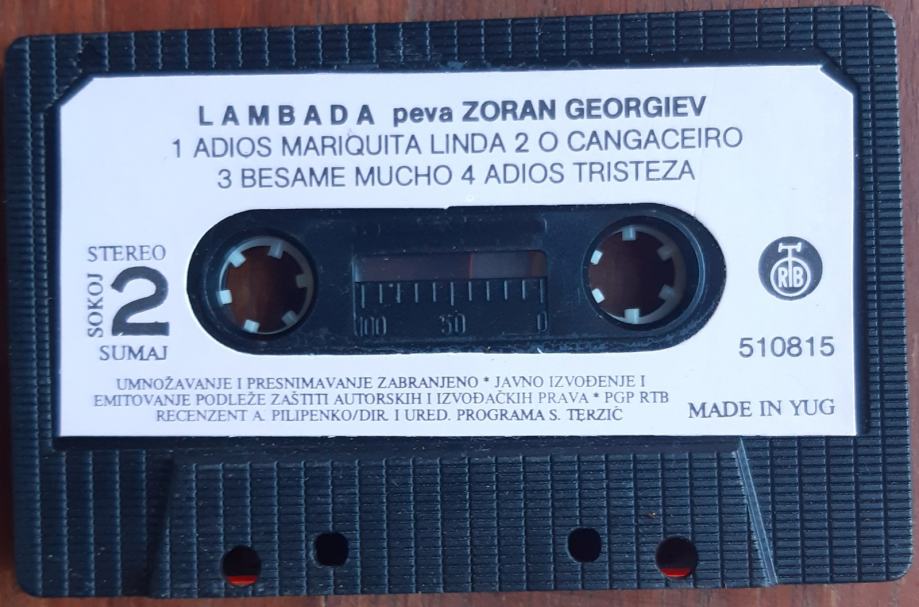 LAMBADA peva ZORAN GEORGIEV
1 ADIOS MARIQUITA LINDA 2 O CANGACEIRO
3 BESAME MUCHO 4 ADIOS TRISTEZA
STEREO
SOKOJ
2
SUMAJ
100 50 0
RTB
510815
UMNOŽAVANJE I PRESNIMAVANJE ZABRANJENO * JAVNO IZVOĐENJE I
EMITOVANJE PODLEŽE ZAŠTITI AUTORSKIH I IZVOĐAČKIH PRAVA * PGP RTB
RECENZENT A. PILIPENKO/DIR. I URED. PROGRAMA S. TERZIĆ
MADE IN YUG